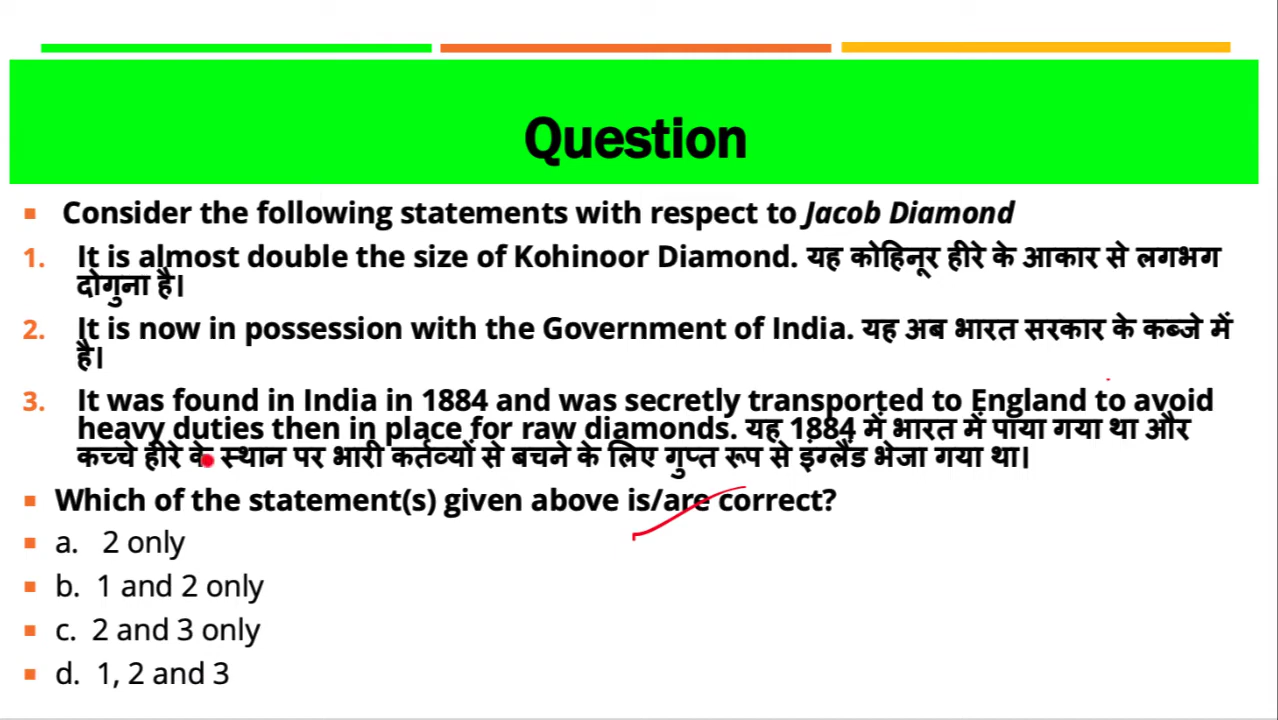 Question
Consider the following statements with respect to Jacob Diamond
1. It is almost double the size of Kohinoor Diamond. यह कोहिनूर हीरे के आकार से लगभग
दोगुना है।
2. It is now in possession with the Government of India. यह अब भारत सरकार के कब्जे में
है।
3. It was found in India in 1884 and was secretly transported to England to avoid
heavy duties then in place for raw diamonds. यह 1884 में भारत में पाया गया था और
कच्चे हीरे के स्थान पर भारी कर्तव्यों से बचने के लिए गुप्त रूप से इंग्लैंड भेजा गया था।
Which of the statement(s) given above is/are correct?
a. 2 only
b. 1 and 2 only
c. 2 and 3 only
d. 1, 2 and 3